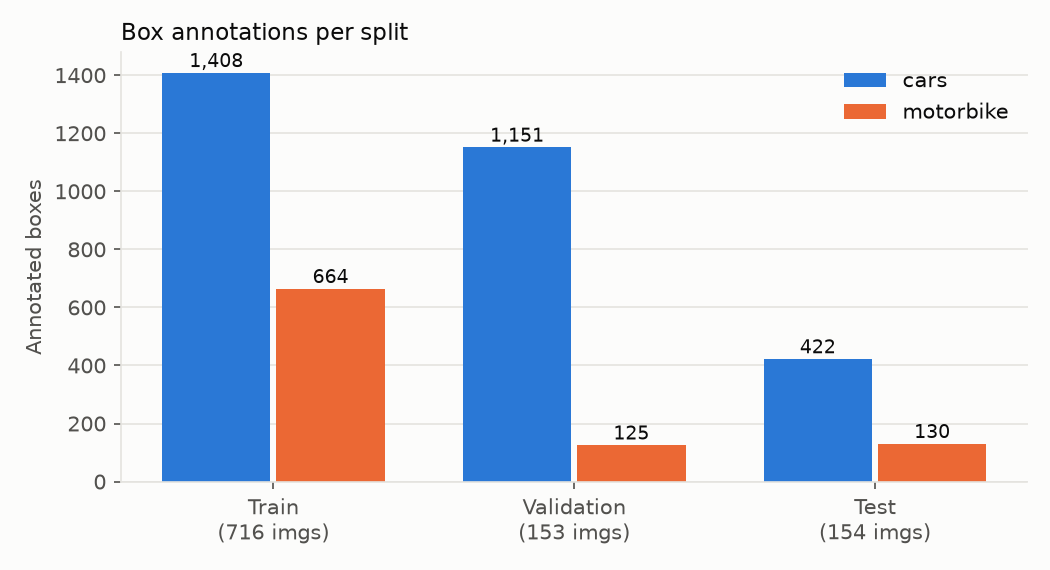 Box annotations per split
Annotated boxes
1400
1200
1000
800
600
400
200
0
1,408
664
1,151
125
422
130
cars
motorbike
Train
(716 imgs)
Validation
(153 imgs)
Test
(154 imgs)